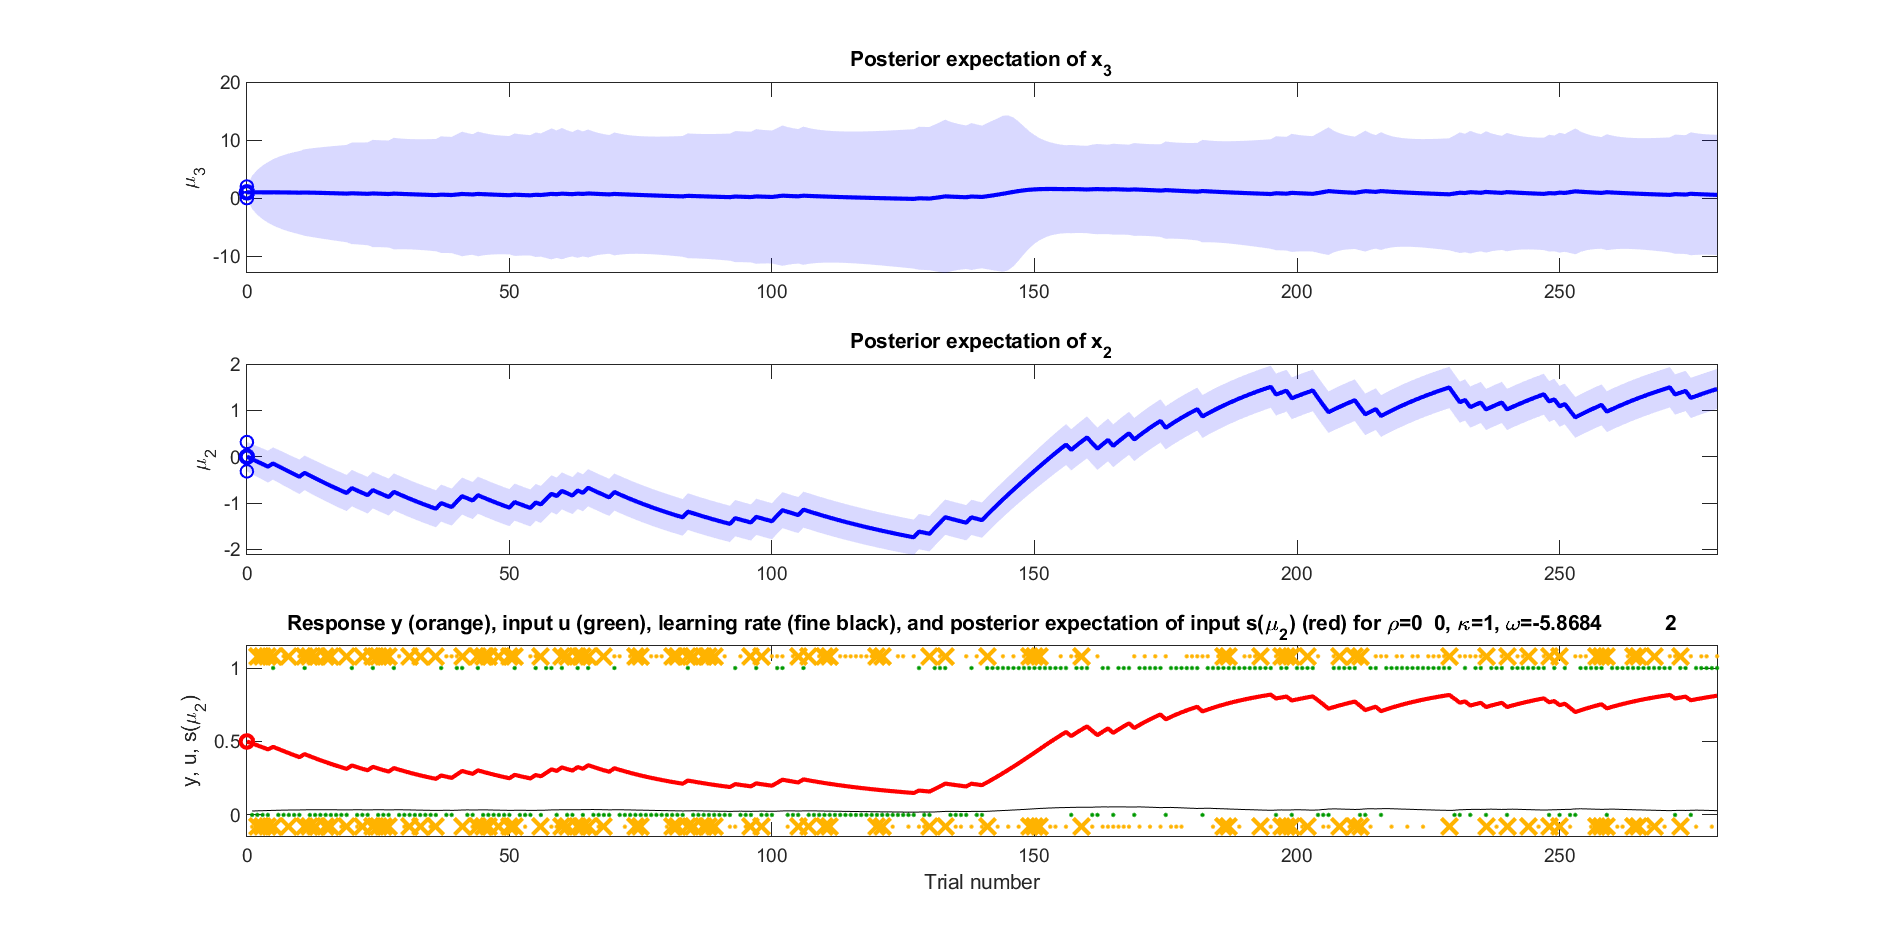 Posterior expectation of x₃
20
10
0
-10
μ₃
0 50 100 150 200 250
Posterior expectation of x₂
2
1
0
-1
-2
μ₂
0 50 100 150 200 250
Response y (orange), input u (green), learning rate (fine black), and posterior expectation of input s(μ₂) (red) for ρ=0 0, κ=1, ω=-5.8684 2
1
0.5
0
y, u, s(μ₂)
0 50 100 150 200 250
Trial number